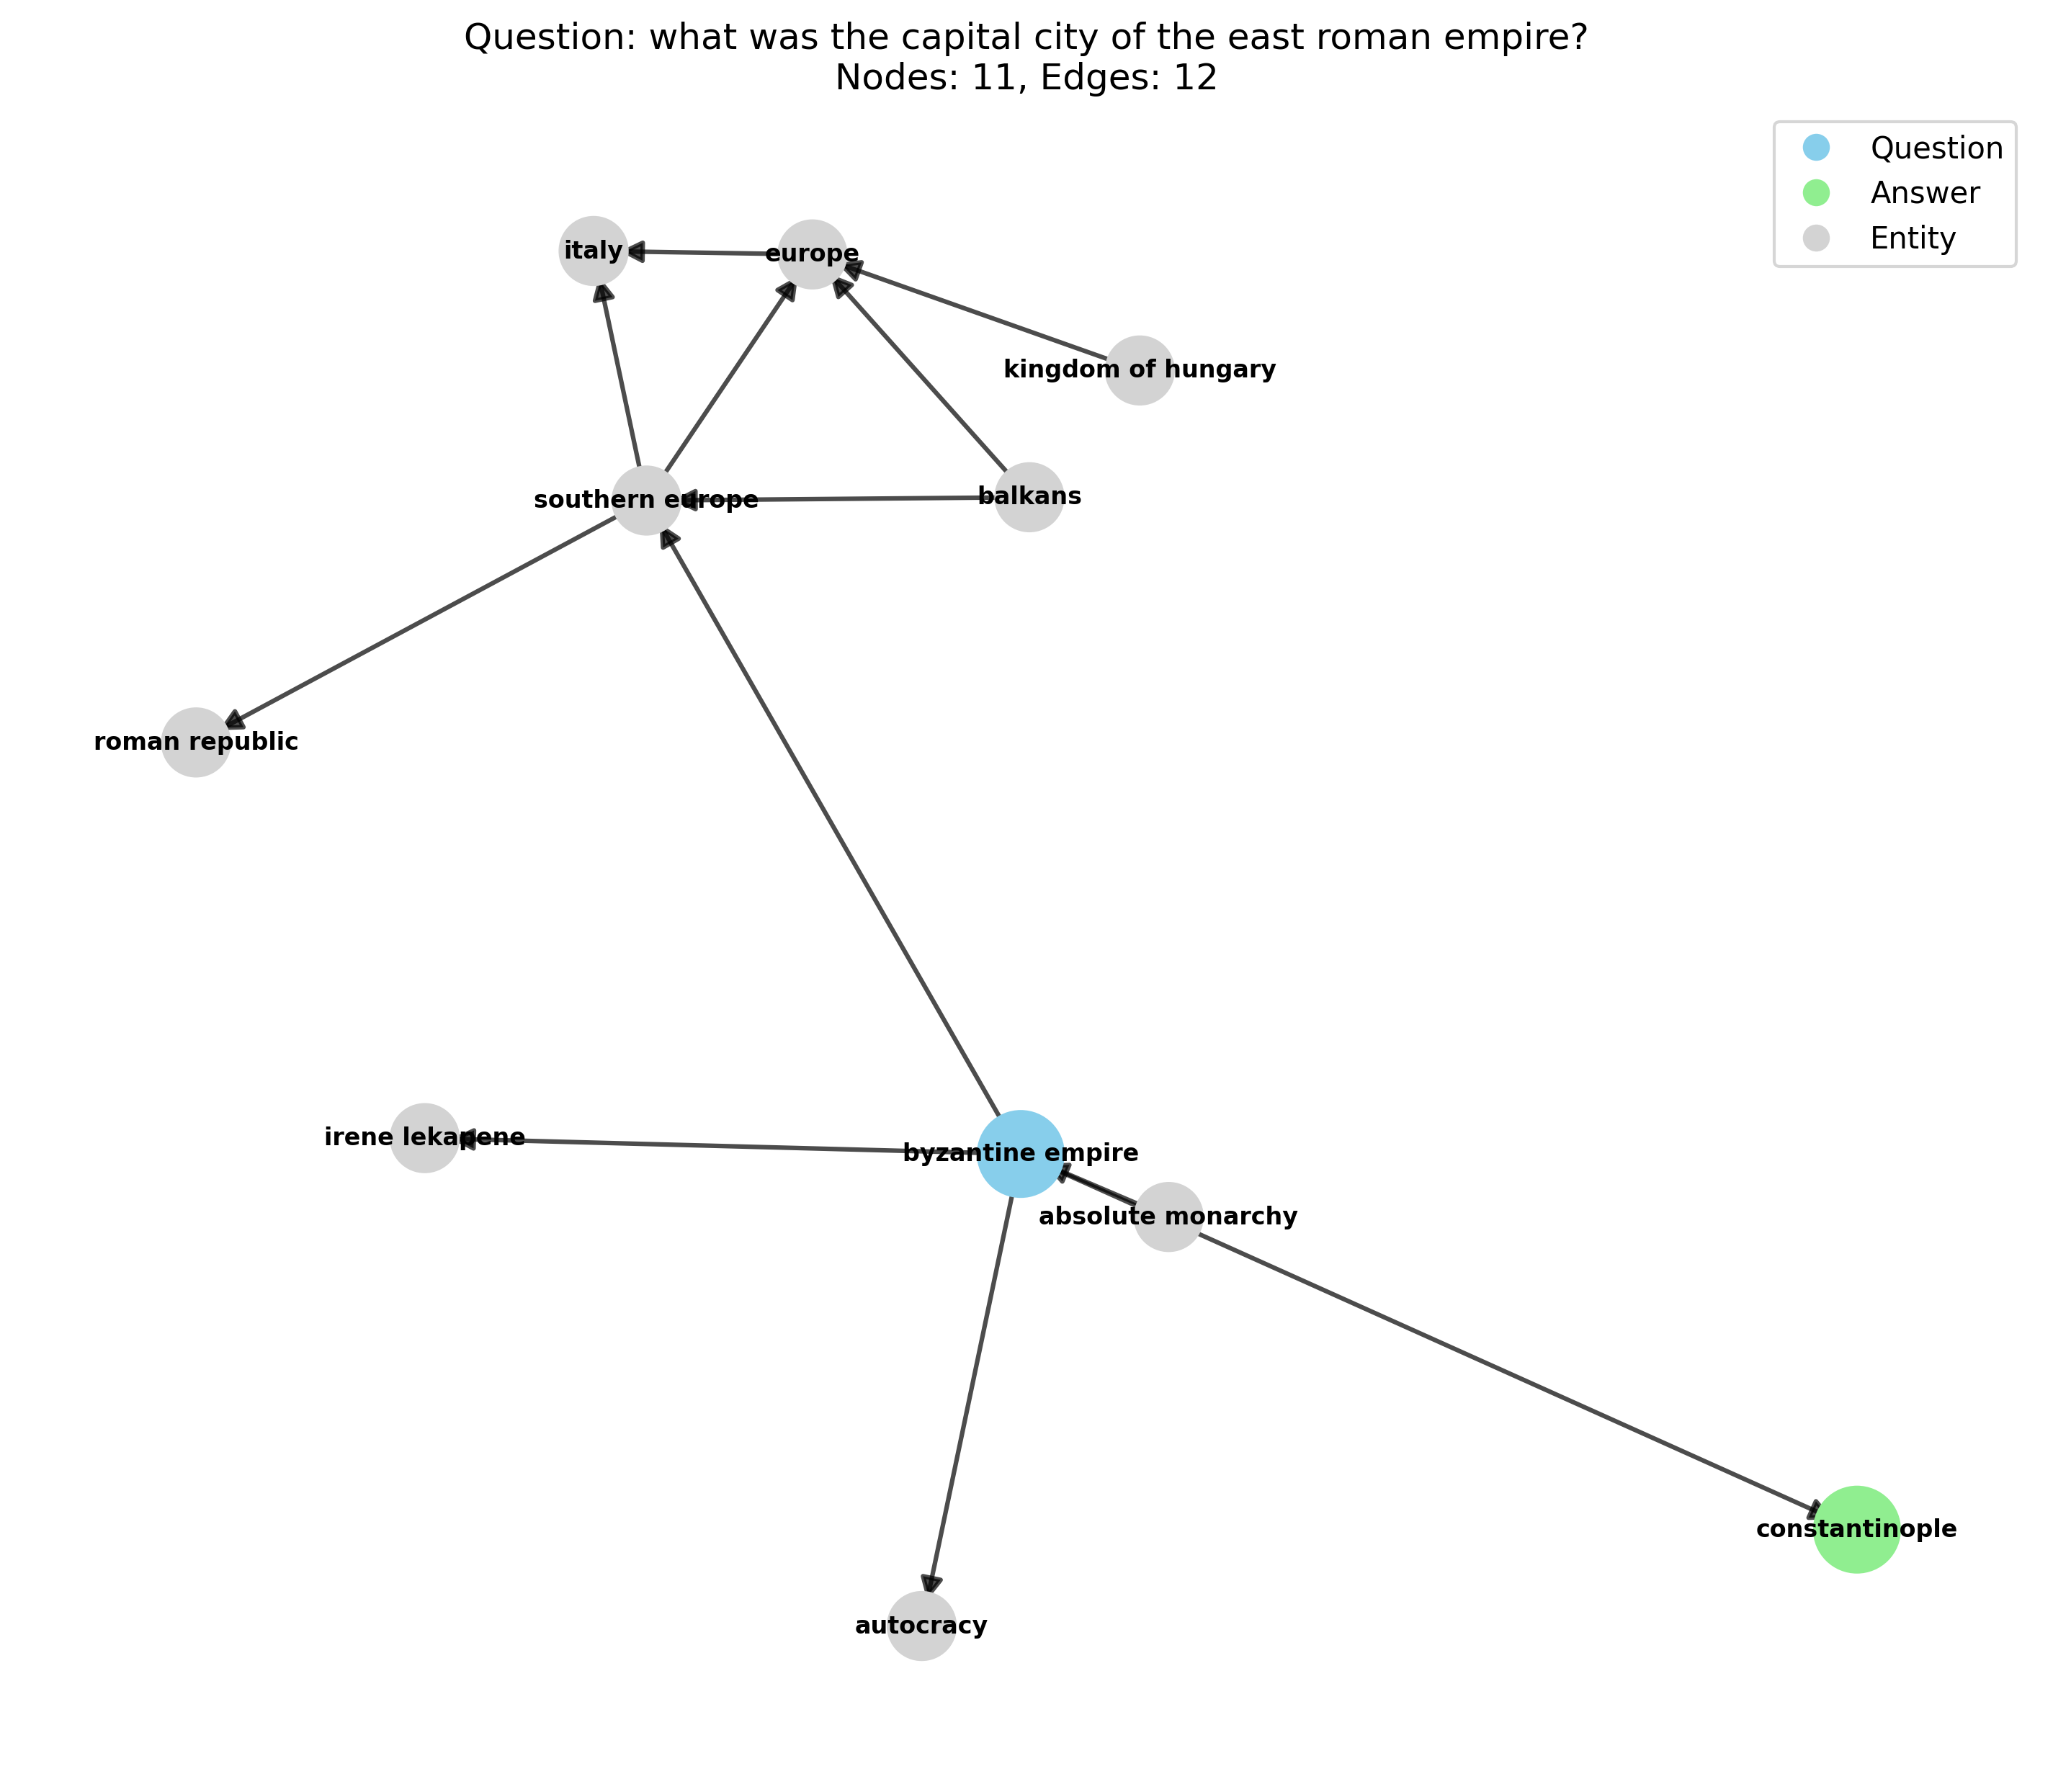 Question: what was the capital city of the east roman empire?
Nodes: 11, Edges: 12
Question
Answer
Entity
italy
europe
kingdom of hungary
southern europe
balkans
roman republic
irene lekapene
byzantine empire
absolute monarchy
constantinople
autocracy